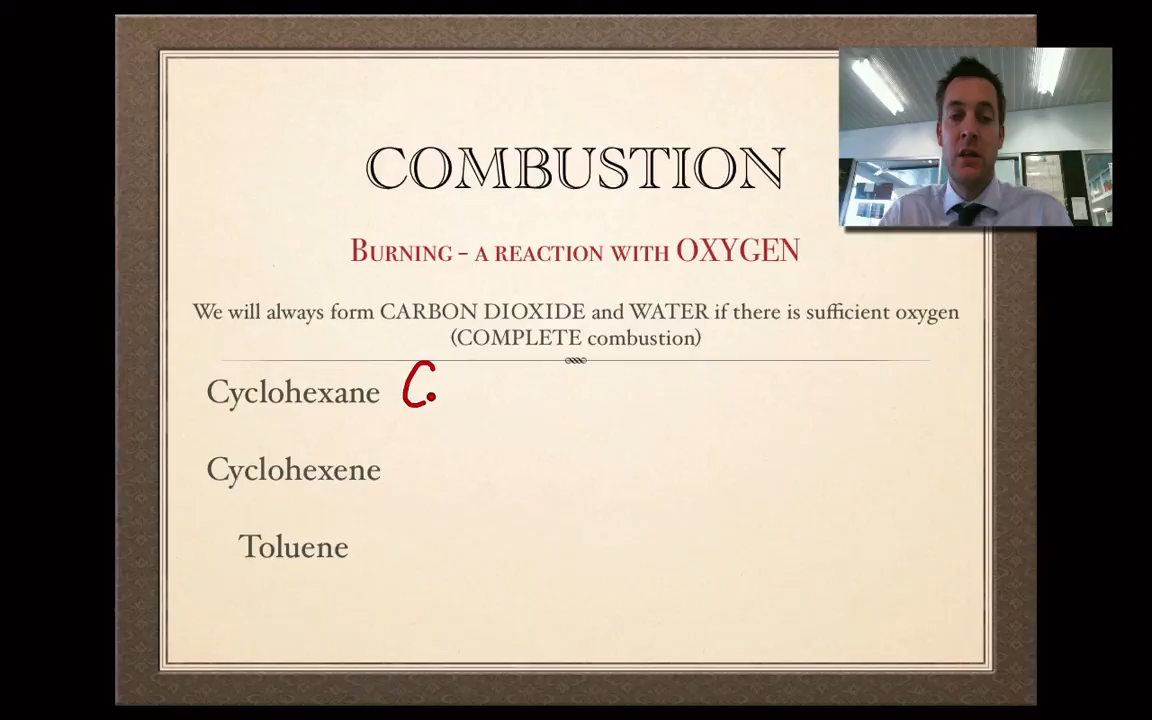 COMBUSTION
BURNING – A REACTION WITH OXYGEN
We will always form CARBON DIOXIDE and WATER if there is sufficient oxygen
(COMPLETE combustion)
Cyclohexane C.
Cyclohexene
Toluene